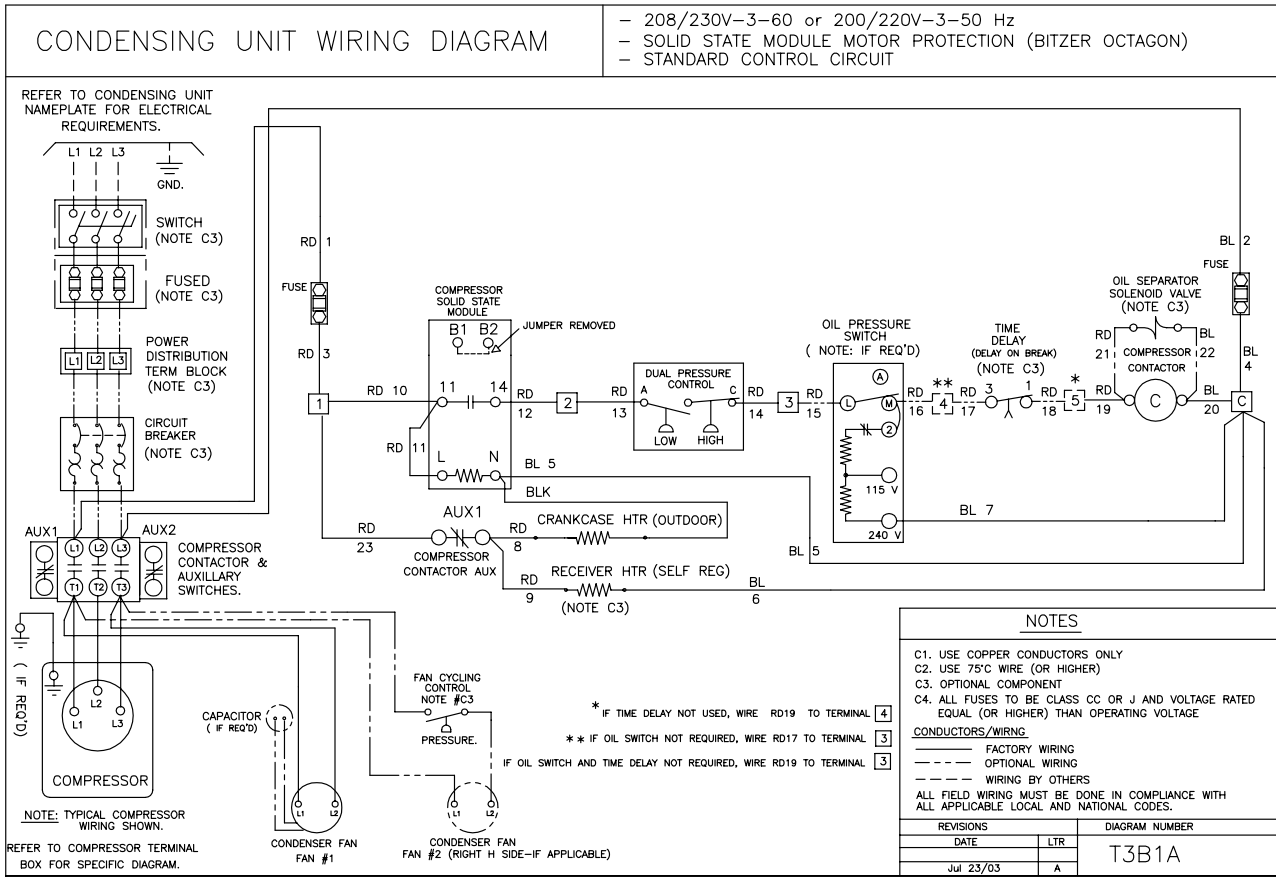 CONDENSING UNIT WIRING DIAGRAM
– 208/230V–3–60 or 200/220V–3–50 Hz
– SOLID STATE MODULE MOTOR PROTECTION (BITZER OCTAGON)
– STANDARD CONTROL CIRCUIT
REFER TO CONDENSING UNIT
NAMEPLATE FOR ELECTRICAL
REQUIREMENTS.
L1 L2 L3
GND.
SWITCH
(NOTE C3)
FUSED
(NOTE C3)
L1 L2 L3
POWER
DISTRIBUTION
TERM BLOCK
(NOTE C3)
CIRCUIT
BREAKER
(NOTE C3)
AUX1
AUX2
L1 L2 L3
T1 T2 T3
COMPRESSOR
CONTACTOR &
AUXILLARY
SWITCHES.
( IF REQ'D)
L1
L2
L3
COMPRESSOR
NOTE: TYPICAL COMPRESSOR
WIRING SHOWN.
REFER TO COMPRESSOR TERMINAL
BOX FOR SPECIFIC DIAGRAM.
RD 1
FUSE
RD 3
1
RD 10
COMPRESSOR
SOLID STATE
MODULE
B1 B2
JUMPER REMOVED
11 14
RD 11
L N
RD
12
2
RD
13
DUAL PRESSURE
CONTROL
A C
LOW HIGH
RD
14
3
RD
15
OIL PRESSURE
SWITCH
( NOTE: IF REQ'D)
A
L
M
2
115 V
240 V
RD
16
**
4
RD
17
TIME
DELAY
(DELAY ON BREAK)
(NOTE C3)
3 1
RD
18
*
5
RD
19
OIL SEPARATOR
SOLENOID VALVE
(NOTE C3)
RD
21
BL
22
COMPRESSOR
CONTACTOR
C
BL
20
C
BL 2
FUSE
BL
4
BL 5
BLK
BL 7
BL 5
RD
23
AUX1
COMPRESSOR
CONTACTOR AUX
RD
8
CRANKCASE HTR (OUTDOOR)
RD
9
RECEIVER HTR (SELF REG)
(NOTE C3)
BL
6
CAPACITOR
( IF REQ'D)
L1 L2
CONDENSER FAN
FAN #1
FAN CYCLING
CONTROL
NOTE #C3
PRESSURE.
L1 L2
CONDENSER FAN
FAN #2 (RIGHT H SIDE–IF APPLICABLE)
* IF TIME DELAY NOT USED, WIRE RD19 TO TERMINAL 4
** IF OIL SWITCH NOT REQUIRED, WIRE RD17 TO TERMINAL 3
IF OIL SWITCH AND TIME DELAY NOT REQUIRED, WIRE RD19 TO TERMINAL 3
NOTES
C1. USE COPPER CONDUCTORS ONLY
C2. USE 75°C WIRE (OR HIGHER)
C3. OPTIONAL COMPONENT
C4. ALL FUSES TO BE CLASS CC OR J AND VOLTAGE RATED
EQUAL (OR HIGHER) THAN OPERATING VOLTAGE
CONDUCTORS/WIRNG
FACTORY WIRING
OPTIONAL WIRING
WIRING BY OTHERS
ALL FIELD WIRING MUST BE DONE IN COMPLIANCE WITH
ALL APPLICABLE LOCAL AND NATIONAL CODES.
REVISIONS
DATE LTR
Jul 23/03 A
DIAGRAM NUMBER
T3B1A